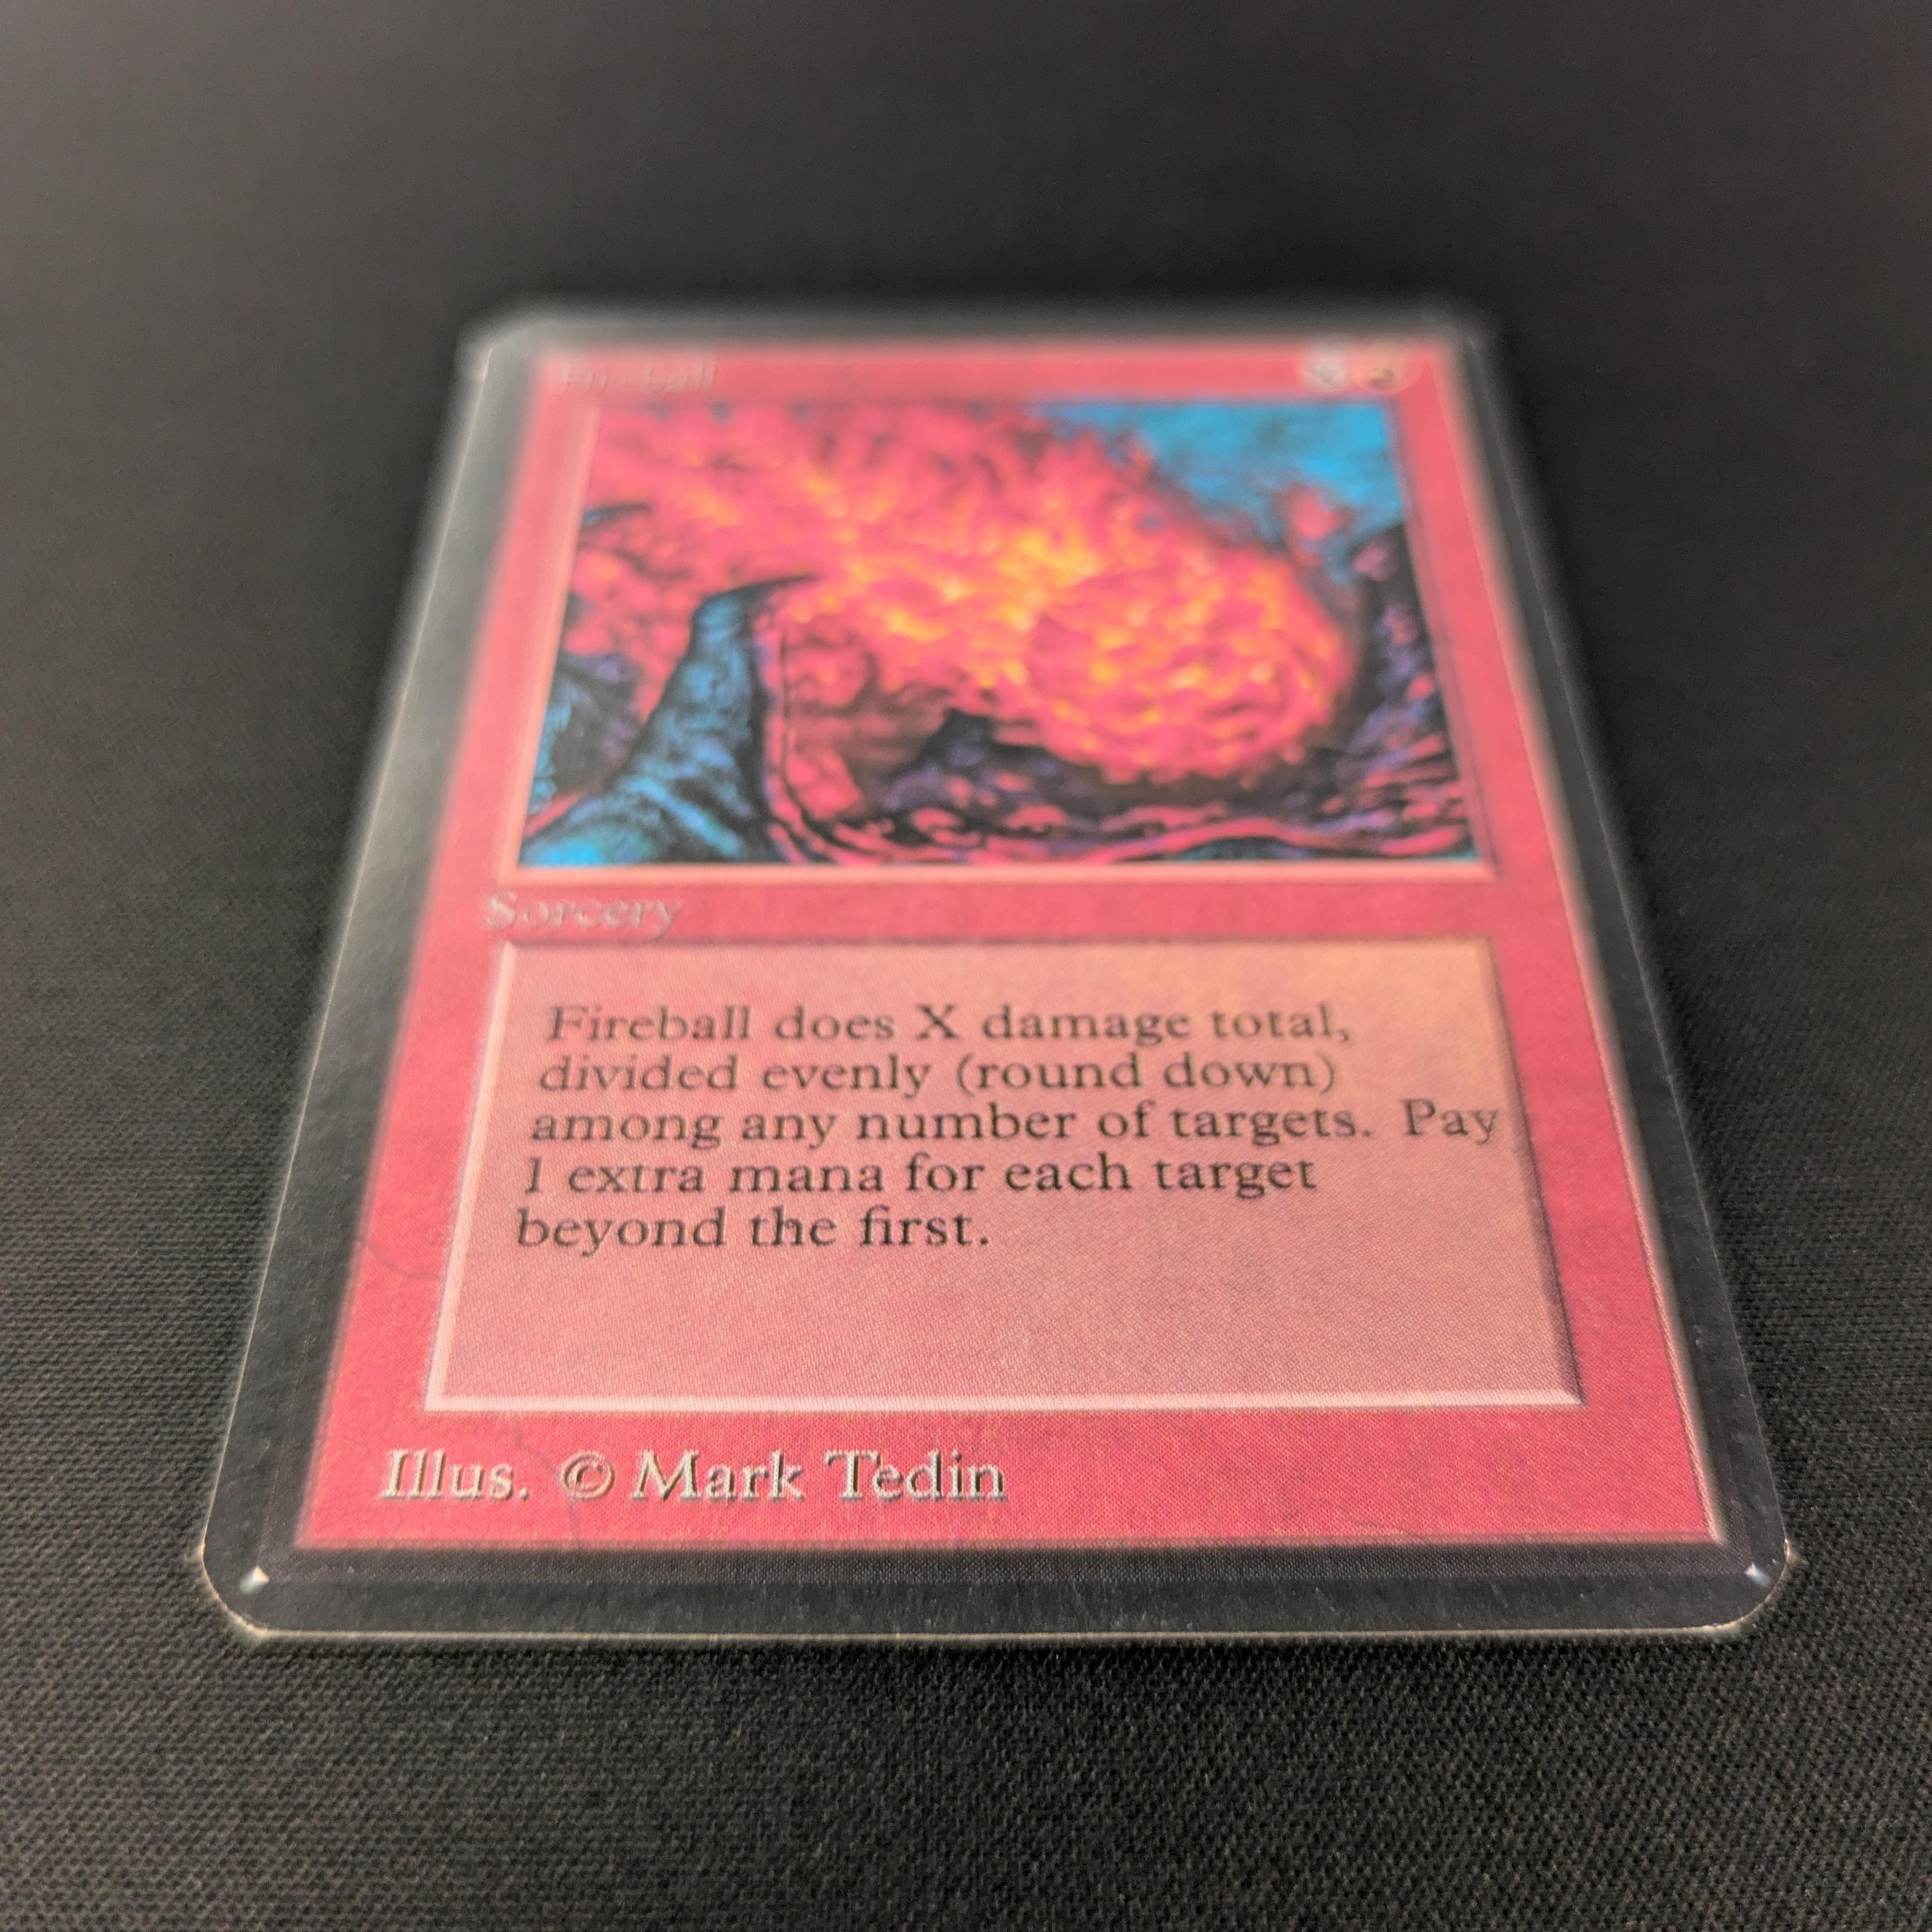 Fireball
Sorcery
Fireball does X damage total,
divided evenly (round down)
among any number of targets. Pay
1 extra mana for each target
beyond the first.
Illus. © Mark Tedin